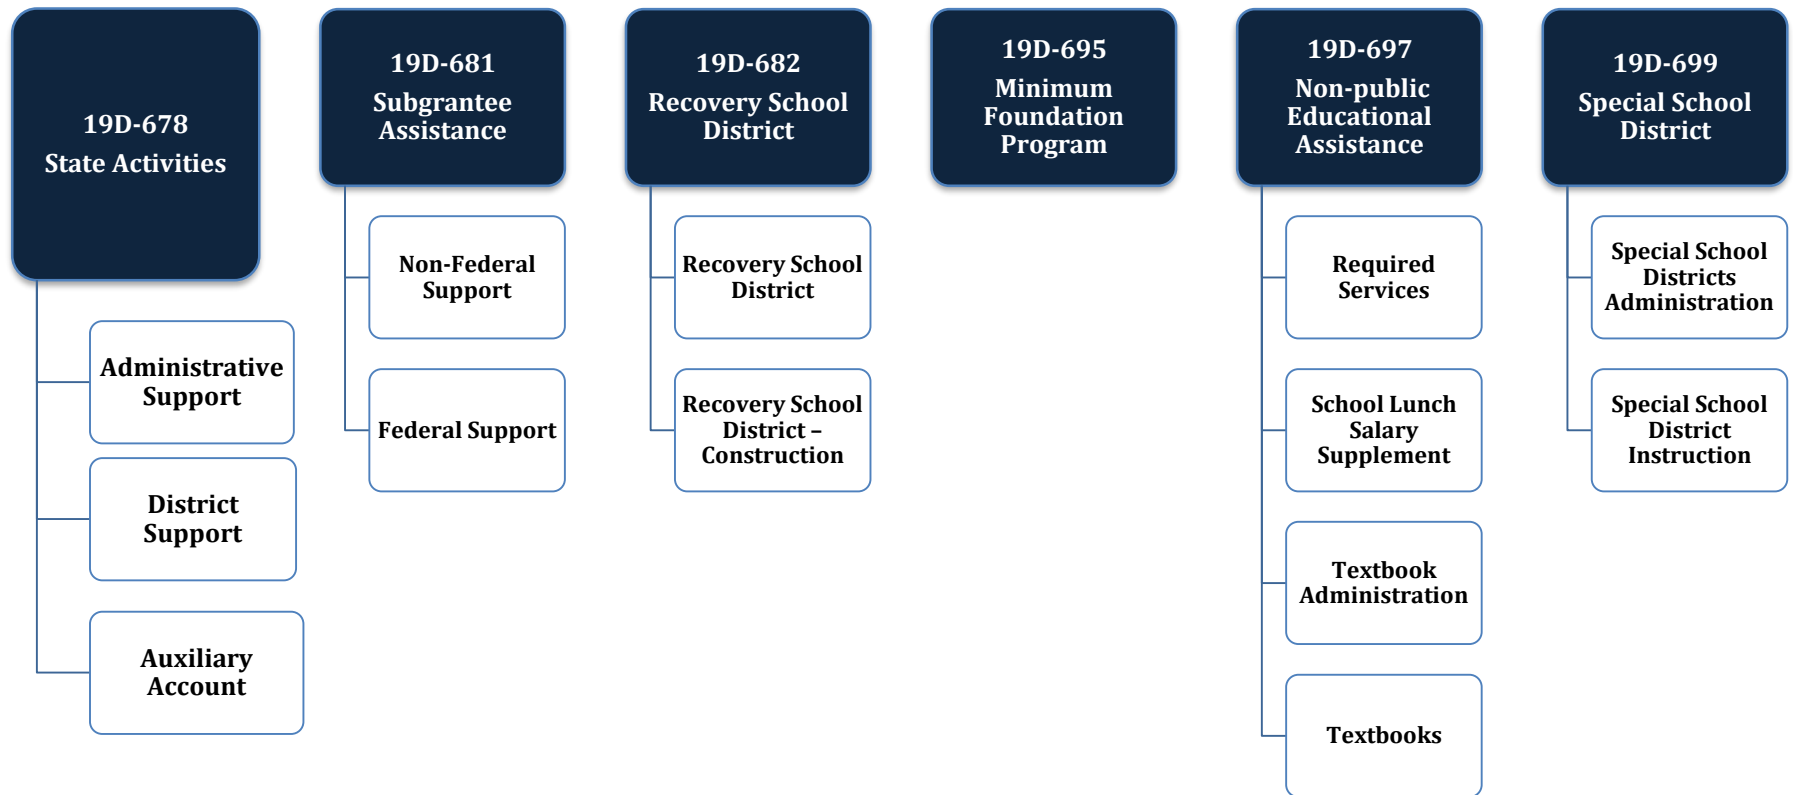 19D-678
State Activities
Administrative
Support
District
Support
Auxiliary
Account
19D-681
Subgrantee
Assistance
Non-Federal
Support
Federal Support
19D-682
Recovery School
District
Recovery School
District
Recovery School
District –
Construction
19D-695
Minimum
Foundation
Program
19D-697
Non-public
Educational
Assistance
Required
Services
School Lunch
Salary
Supplement
Textbook
Administration
Textbooks
19D-699
Special School
District
Special School
Districts
Administration
Special School
District
Instruction